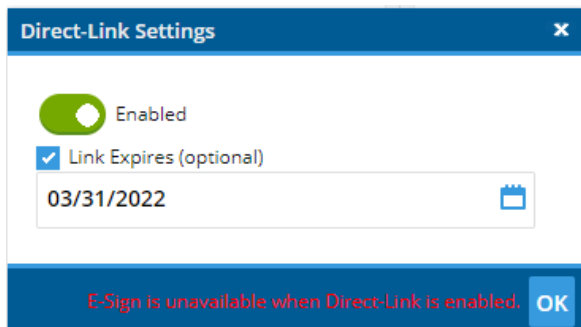 Direct-Link Settings
Enabled
Link Expires (optional)
03/31/2022
E-Sign is unavailable when Direct-Link is enabled.
OK